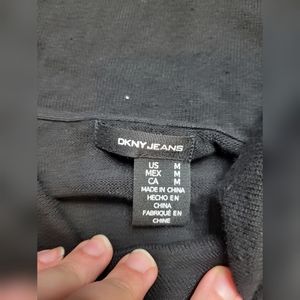 DKNY JEANS
US M
MEX M
CA M
MADE IN CHINA
HECHO EN
CHINA
FABRIQUÉ EN
CHINE